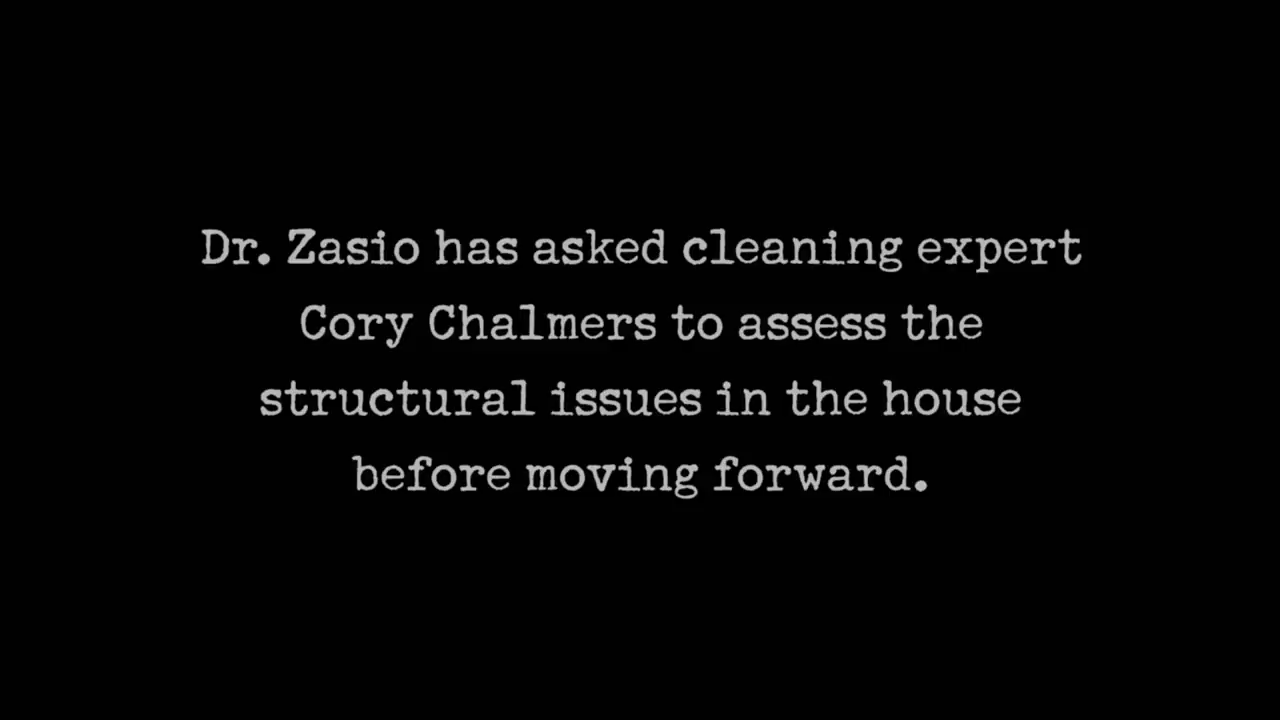 Dr. Zasio has asked cleaning expert
Cory Chalmers to assess the
structural issues in the house
before moving forward.